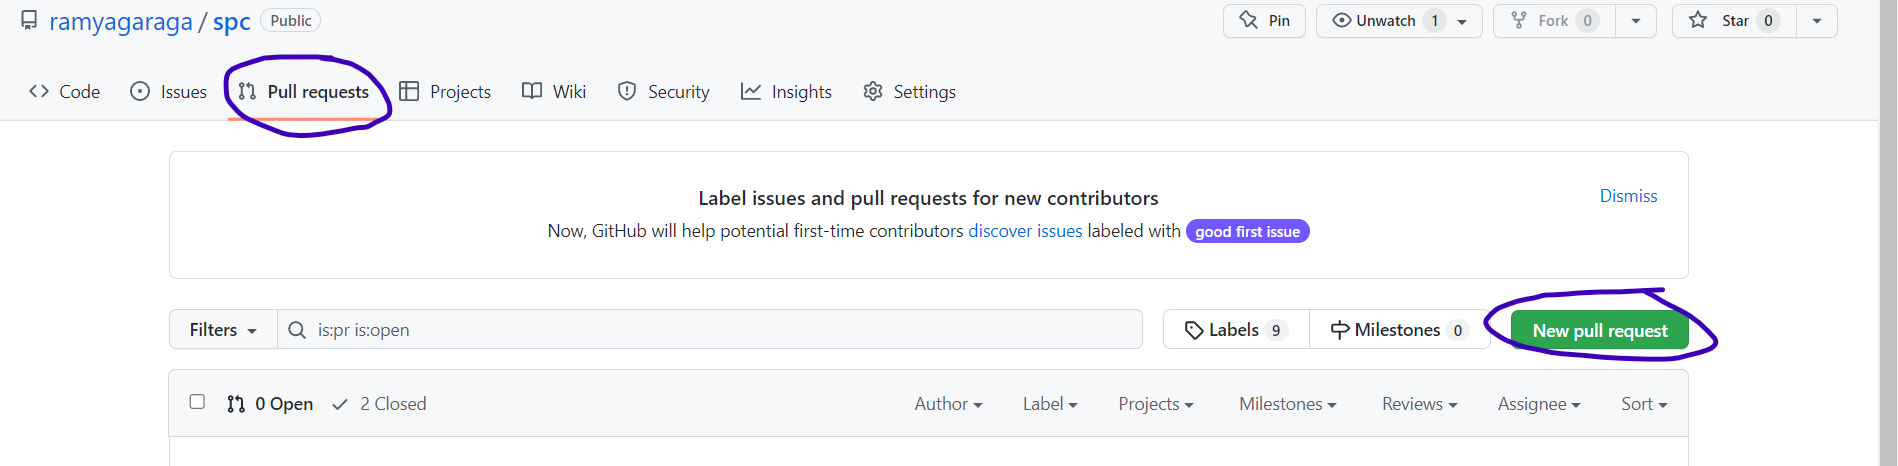 ramyagaraga / spc Public Pin Unwatch 1 Fork 0 Star 0
Code Issues Pull requests Projects Wiki Security Insights Settings
Label issues and pull requests for new contributors
Dismiss
Now, GitHub will help potential first-time contributors discover issues labeled with good first issue
Filters is:pr is:open Labels 9 Milestones 0 New pull request
0 Open 2 Closed Author Label Projects Milestones Reviews Assignee Sort